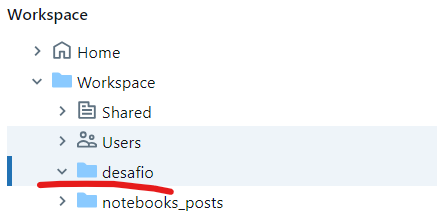 Workspace
Home
Workspace
Shared
Users
desafio
notebooks_posts